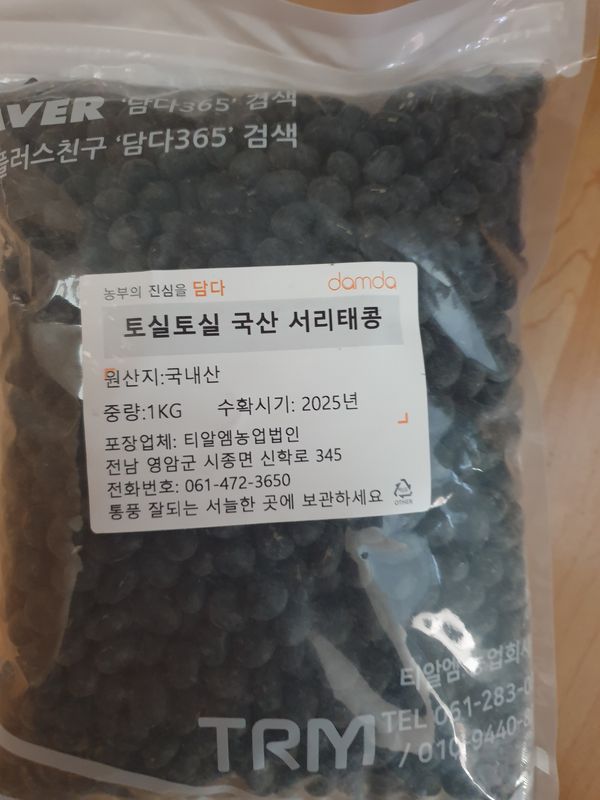 AVER '담다365' 검색
플러스친구 '담다365' 검색
농부의 진심을 담다
damda
토실토실 국산 서리태콩
원산지:국내산
중량:1KG 수확시기: 2025년
포장업체: 티알엠농업법인
전남 영암군 시종면 신학로 345
전화번호: 061-472-3650
통풍 잘되는 서늘한 곳에 보관하세요
OTHER
티알엠
TRM
TEL 061-283-
/ 010-9440-